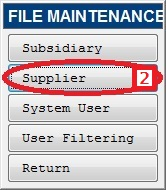 FILE MAINTENANCE
Subsidiary
Supplier 2
System User
User Filtering
Return